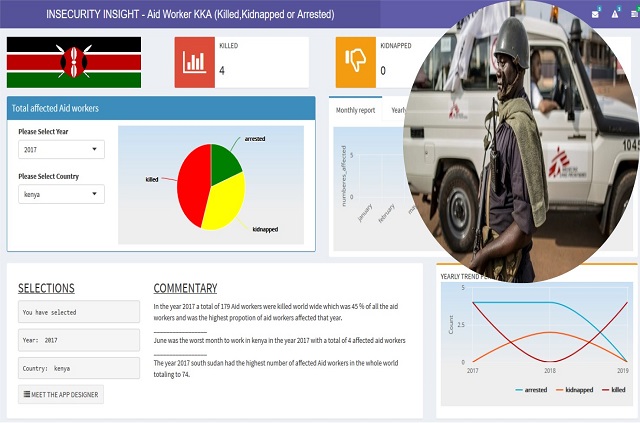 INSECURITY INSIGHT - Aid Worker KKA (Killed,Kidnapped or Arrested)
KILLED
4
KIDNAPPED
0
Total affected Aid workers
Please Select Year
2017
Please Select Country
kenya
arrested
killed
kidnapped
Monthly report
Yearly
numberes_affected
5
0
january
february
1045
SELECTIONS
You have selected
Year: 2017
Country: kenya
MEET THE APP DESIGNER
COMMENTARY
In the year 2017 a total of 179 Aid workers were killed world wide which was 45 % of all the aid
workers and was the highest propotion of aid workers affected that year.
June was the worst month to work in kenya in the year 2017 with a total of 4 affected aid workers
The year 2017 south sudan had the highest number of affected Aid workers in the whole world
totaling to 74.
YEARLY TREND
Count
5
2.5
0
2017
2018
2019
arrested
kidnapped
killed